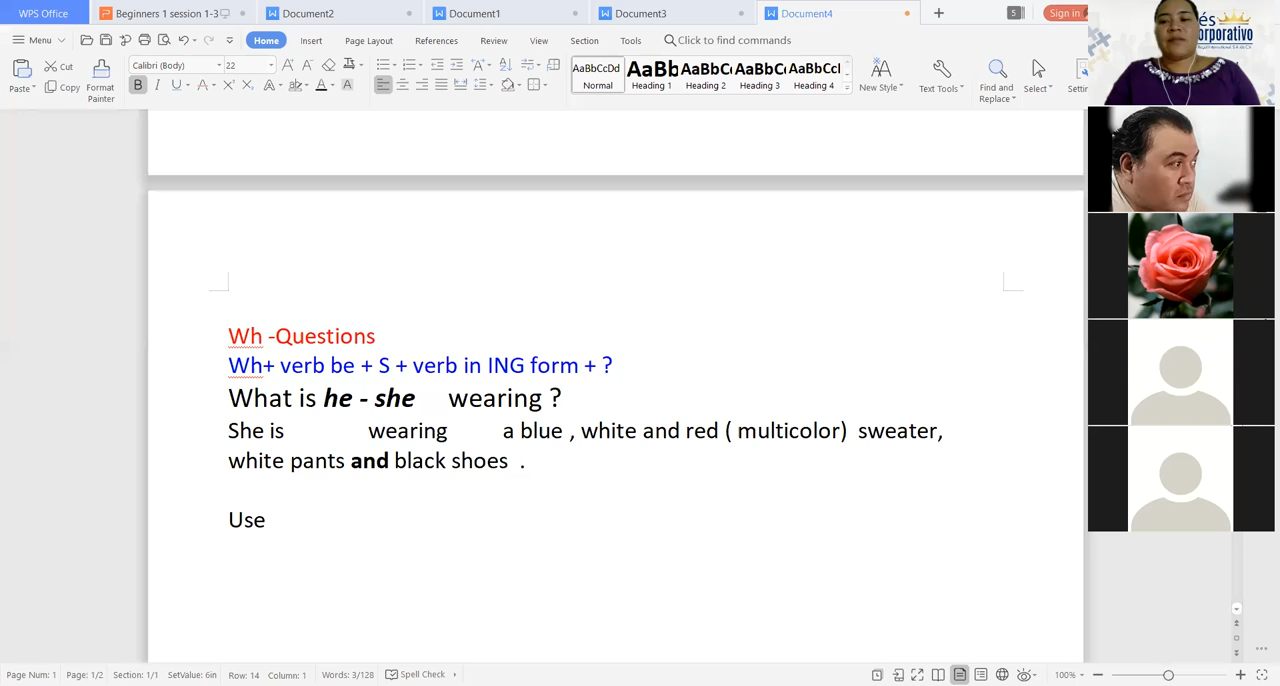 WPS Office
Beginners 1 session 1-3
Document2
Document1
Document3
Document4
5
Sign in
Menu
Home
Insert
Page Layout
References
Review
View
Section
Tools
Click to find commands
Paste
Cut
Copy
Format Painter
Calibri (Body)
22
AaBbCcDd
Normal
AaBb
Heading 1
AaBbC
Heading 2
AaBbC
Heading 3
AaBbCcI
Heading 4
New Style
Text Tools
Find and Replace
Select
Wh -Questions
Wh+ verb be + S + verb in ING form + ?
What is he - she wearing ?
She is wearing a blue , white and red ( multicolor) sweater,
white pants and black shoes .
Use
Page Num: 1
Page: 1/2
Section: 1/1
SetValue: 6in
Row: 14
Column: 1
Words: 3/128
Spell Check
100%